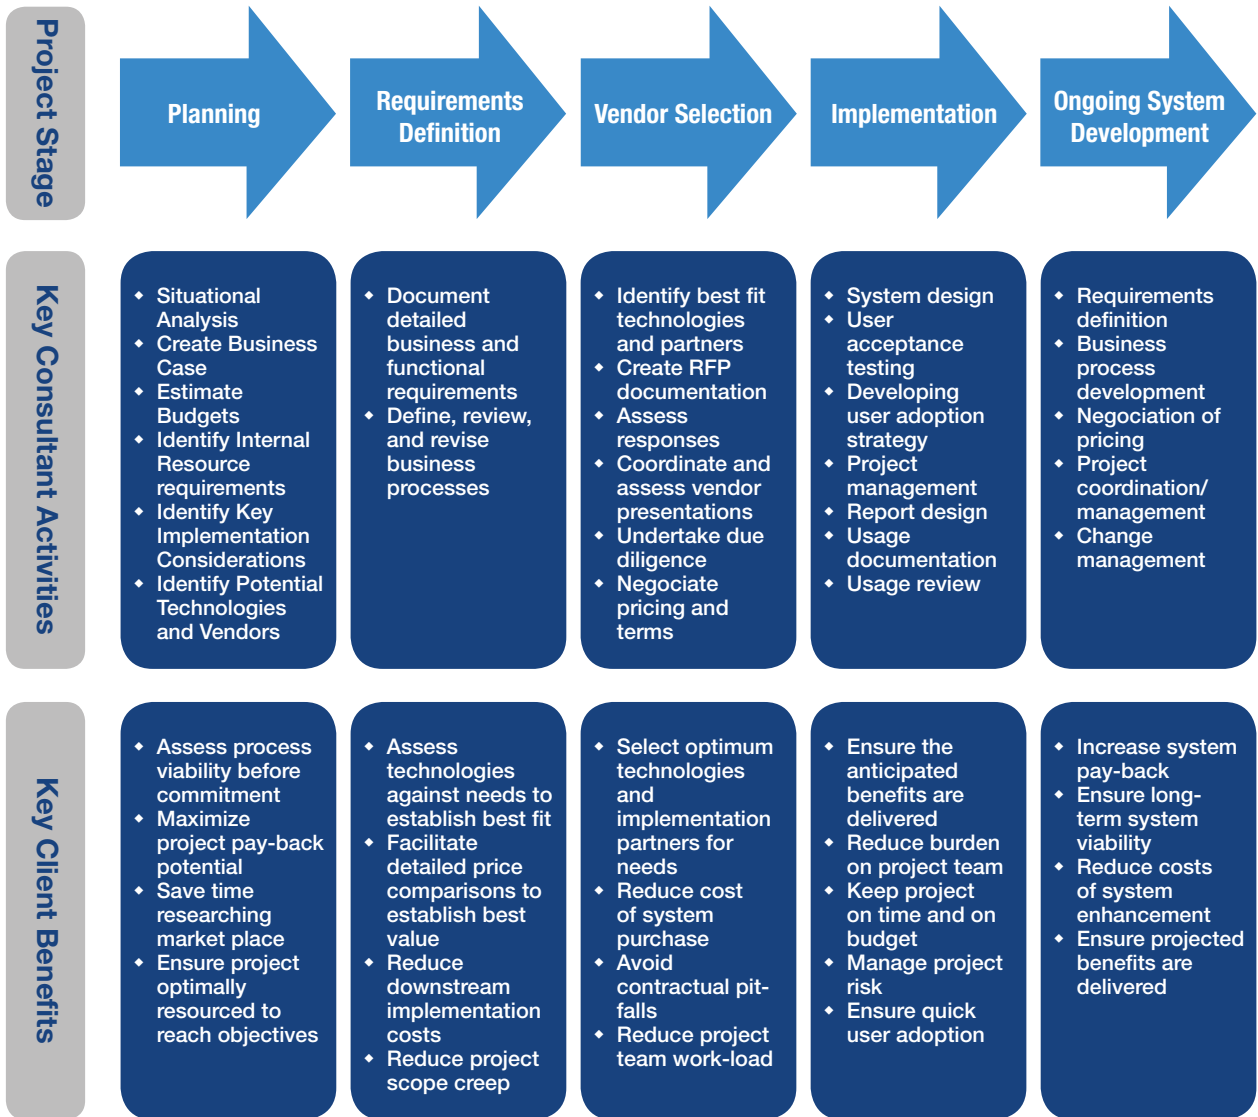 Project Stage
Planning
Requirements
Definition
Vendor Selection
Implementation
Ongoing System
Development
Key Consultant Activities
◆ Situational
Analysis
◆ Create Business
Case
◆ Estimate
Budgets
◆ Identify Internal
Resource
requirements
◆ Identify Key
Implementation
Considerations
◆ Identify Potential
Technologies
and Vendors
◆ Document
detailed
business and
functional
requirements
◆ Define, review,
and revise
business
processes
◆ Identify best fit
technologies
and partners
◆ Create RFP
documentation
◆ Assess
responses
◆ Coordinate and
assess vendor
presentations
◆ Undertake due
diligence
◆ Negociate
pricing and
terms
◆ System design
◆ User
acceptance
testing
◆ Developing
user adoption
strategy
◆ Project
management
◆ Report design
◆ Usage
documentation
◆ Usage review
◆ Requirements
definition
◆ Business
process
development
◆ Negociation of
pricing
◆ Project
coordination/
management
◆ Change
management
Key Client Benefits
◆ Assess process
viability before
commitment
◆ Maximize
project pay-back
potential
◆ Save time
researching
market place
◆ Ensure project
optimally
resourced to
reach objectives
◆ Assess
technologies
against needs to
establish best fit
◆ Facilitate
detailed price
comparisons to
establish best
value
◆ Reduce
downstream
implementation
costs
◆ Reduce project
scope creep
◆ Select optimum
technologies
and
implementation
partners for
needs
◆ Reduce cost
of system
purchase
◆ Avoid
contractual pit-
falls
◆ Reduce project
team work-load
◆ Ensure the
anticipated
benefits are
delivered
◆ Reduce burden
on project team
◆ Keep project
on time and on
budget
◆ Manage project
risk
◆ Ensure quick
user adoption
◆ Increase system
pay-back
◆ Ensure long-
term system
viability
◆ Reduce costs
of system
enhancement
◆ Ensure projected
benefits are
delivered